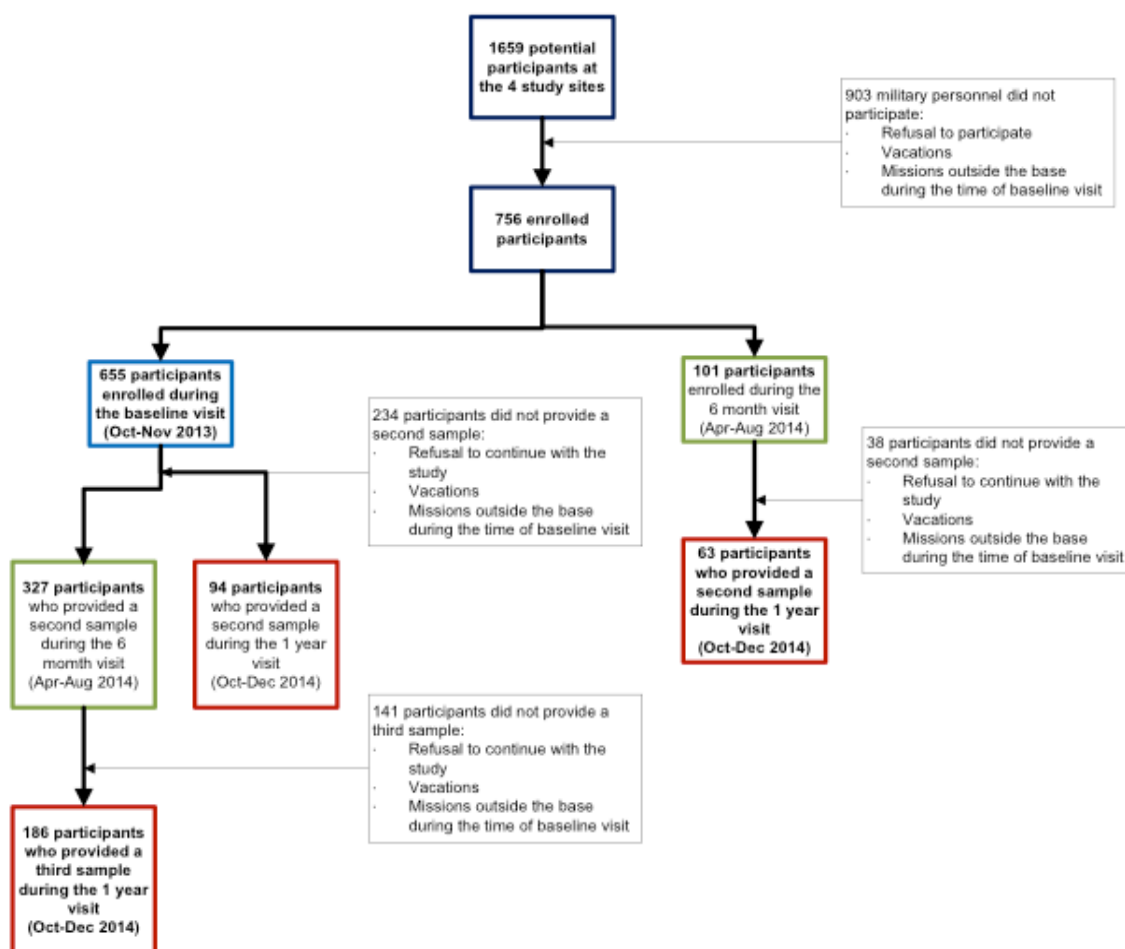 1659 potential
participants at
the 4 study sites
903 military personnel did not
participate:
· Refusal to participate
· Vacations
· Missions outside the base
during the time of baseline visit
756 enrolled
participants
655 participants
enrolled during
the baseline visit
(Oct-Nov 2013)
101 participants
enrolled during the
6 month visit
(Apr-Aug 2014)
234 participants did not provide a
second sample:
· Refusal to continue with the
study
· Vacations
· Missions outside the base
during the time of baseline visit
38 participants did not provide a
second sample:
· Refusal to continue with the
study
· Vacations
· Missions outside the base
during the time of baseline visit
327 participants
who provided a
second sample
during the 6
momth visit
(Apr-Aug 2014)
94 participants
who provided a
second sample
during the 1 year
visit
(Oct-Dec 2014)
63 participants
who provided a
second sample
during the 1 year
visit
(Oct-Dec 2014)
141 participants did not provide a
third sample:
· Refusal to continue with the
study
· Vacations
· Missions outside the base
during the time of baseline visit
186 participants
who provided a
third sample
during the 1 year
visit
(Oct-Dec 2014)